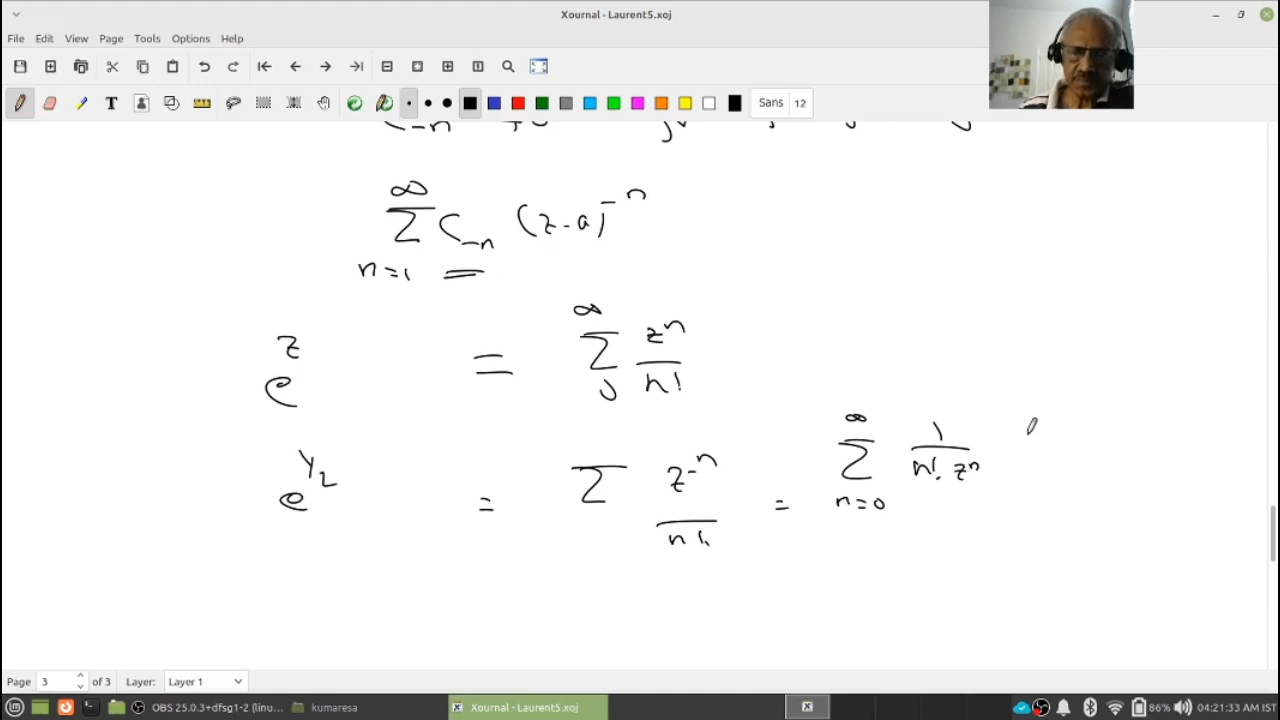 Xournal - Laurent5.xoj
File Edit View Page Tools Options Help
Sans 12
∞
Σ C₋ₙ (z-a)⁻ⁿ
n=1
∞
e^z = Σ zⁿ/n!
0
∞
e^1/z = Σ z⁻ⁿ/n! = Σ 1/n! zⁿ
n=0
Page 3 of 3 Layer: Layer 1
OBS 25.0.3+dfsg1-2 (linu... kumaresa Xournal - Laurent5.xoj 86% 04:21:33 AM IST